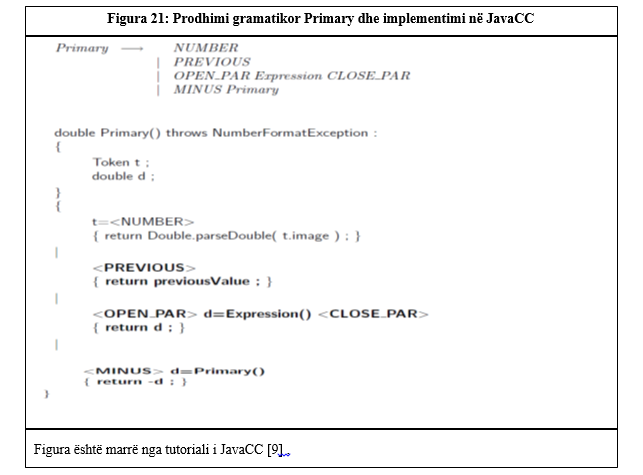 Figura 21: Prodhimi gramatikor Primary dhe implementimi në JavaCC
Primary ⟶ NUMBER
| PREVIOUS
| OPEN_PAR Expression CLOSE_PAR
| MINUS Primary
double Primary() throws NumberFormatException :
{
Token t ;
double d ;
}
{
t=<NUMBER>
{ return Double.parseDouble( t.image ) ; }
|
<PREVIOUS>
{ return previousValue ; }
|
<OPEN_PAR> d=Expression() <CLOSE_PAR>
{ return d ; }
|
<MINUS> d=Primary()
{ return -d ; }
}
Figura është marrë nga tutoriali i JavaCC [9]..